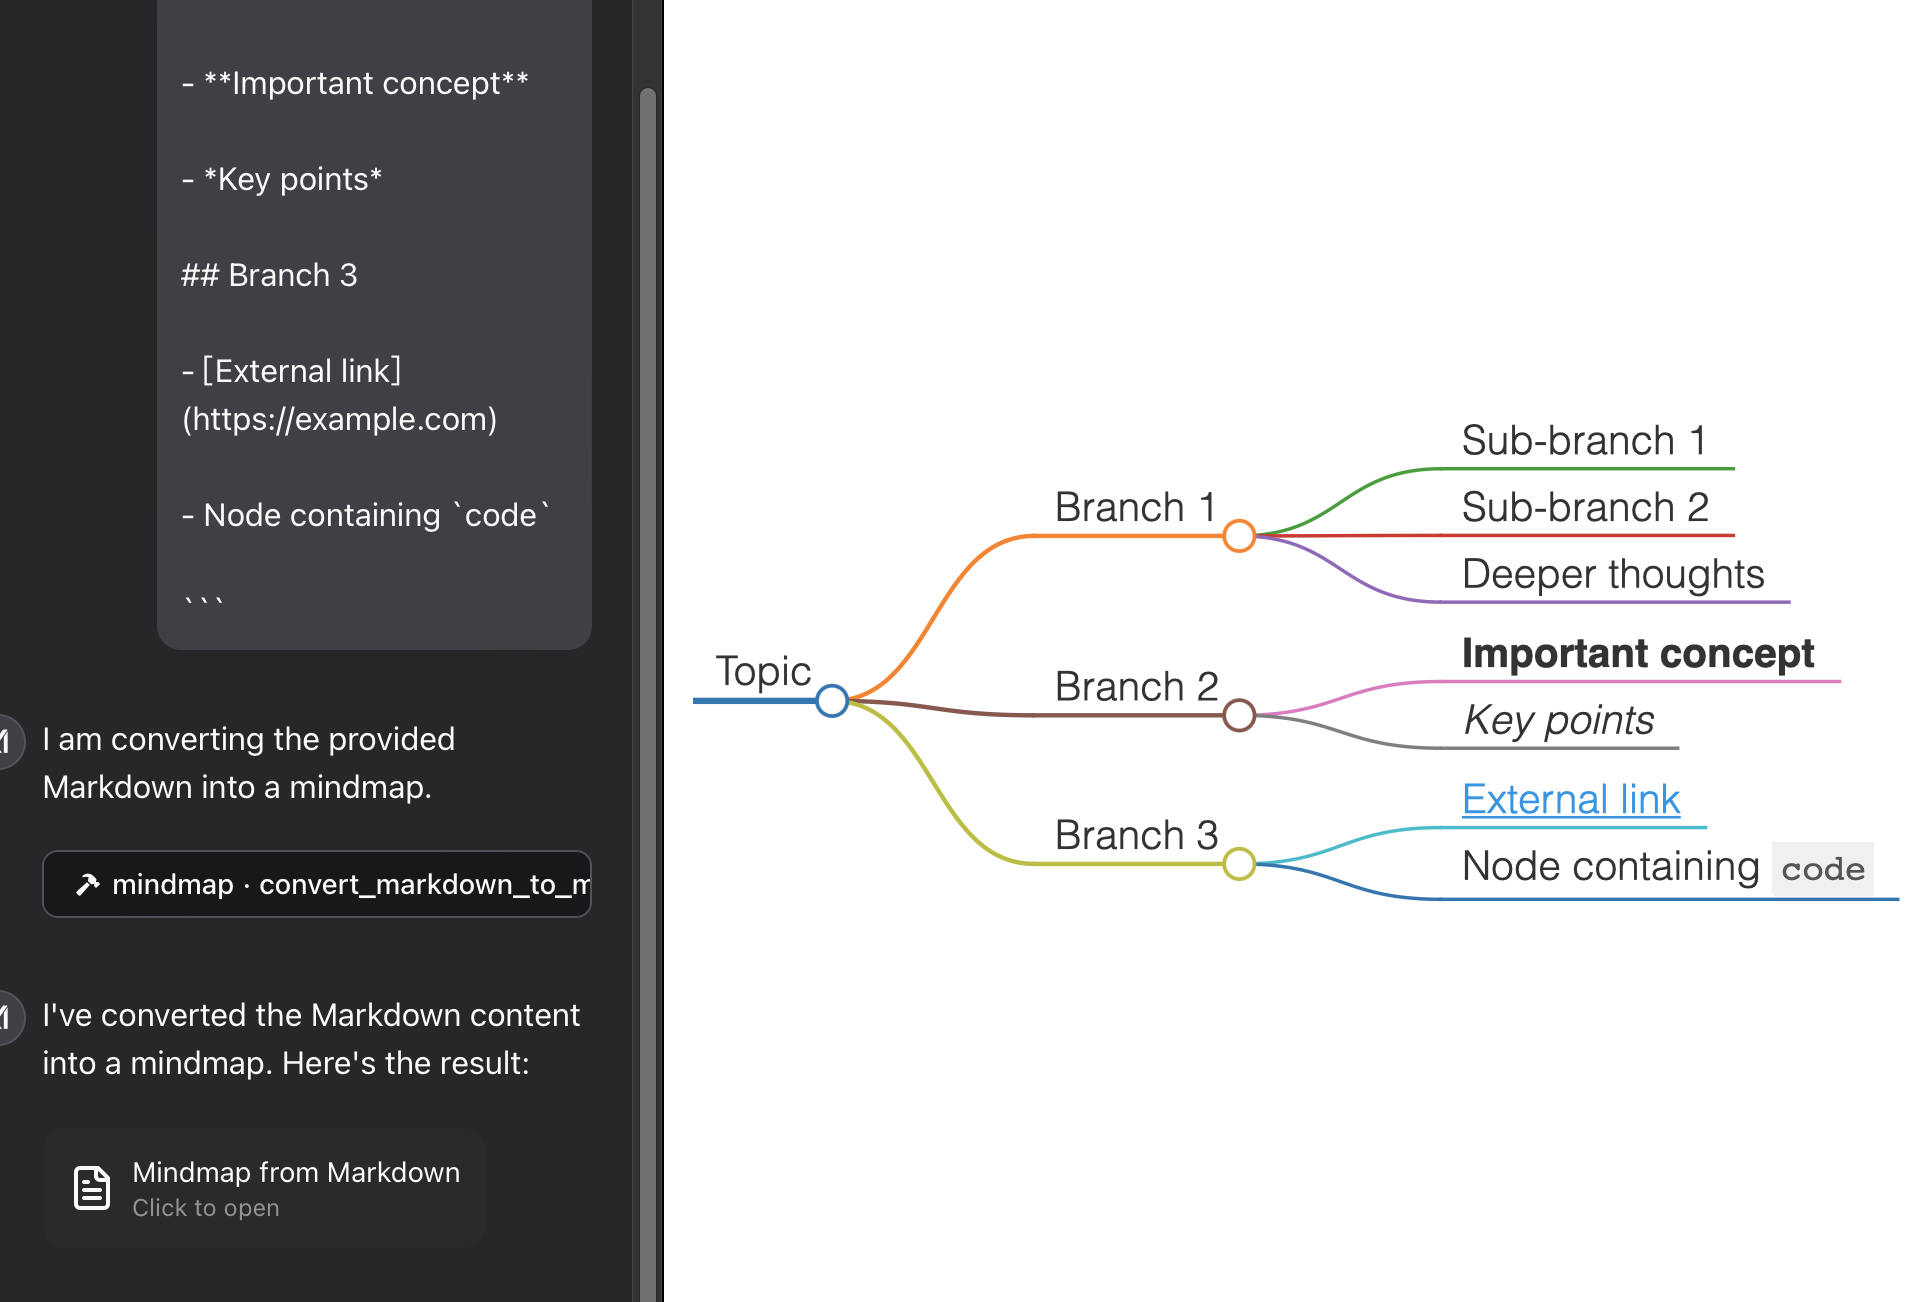 - **Important concept**
- *Key points*
## Branch 3
- [External link]
(https://example.com)
- Node containing `code`
```
I am converting the provided
Markdown into a mindmap.
mindmap · convert_markdown_to_m
I've converted the Markdown content
into a mindmap. Here's the result:
Mindmap from Markdown
Click to open
Topic
Branch 1
Sub-branch 1
Sub-branch 2
Deeper thoughts
Branch 2
Important concept
Key points
Branch 3
External link
Node containing code